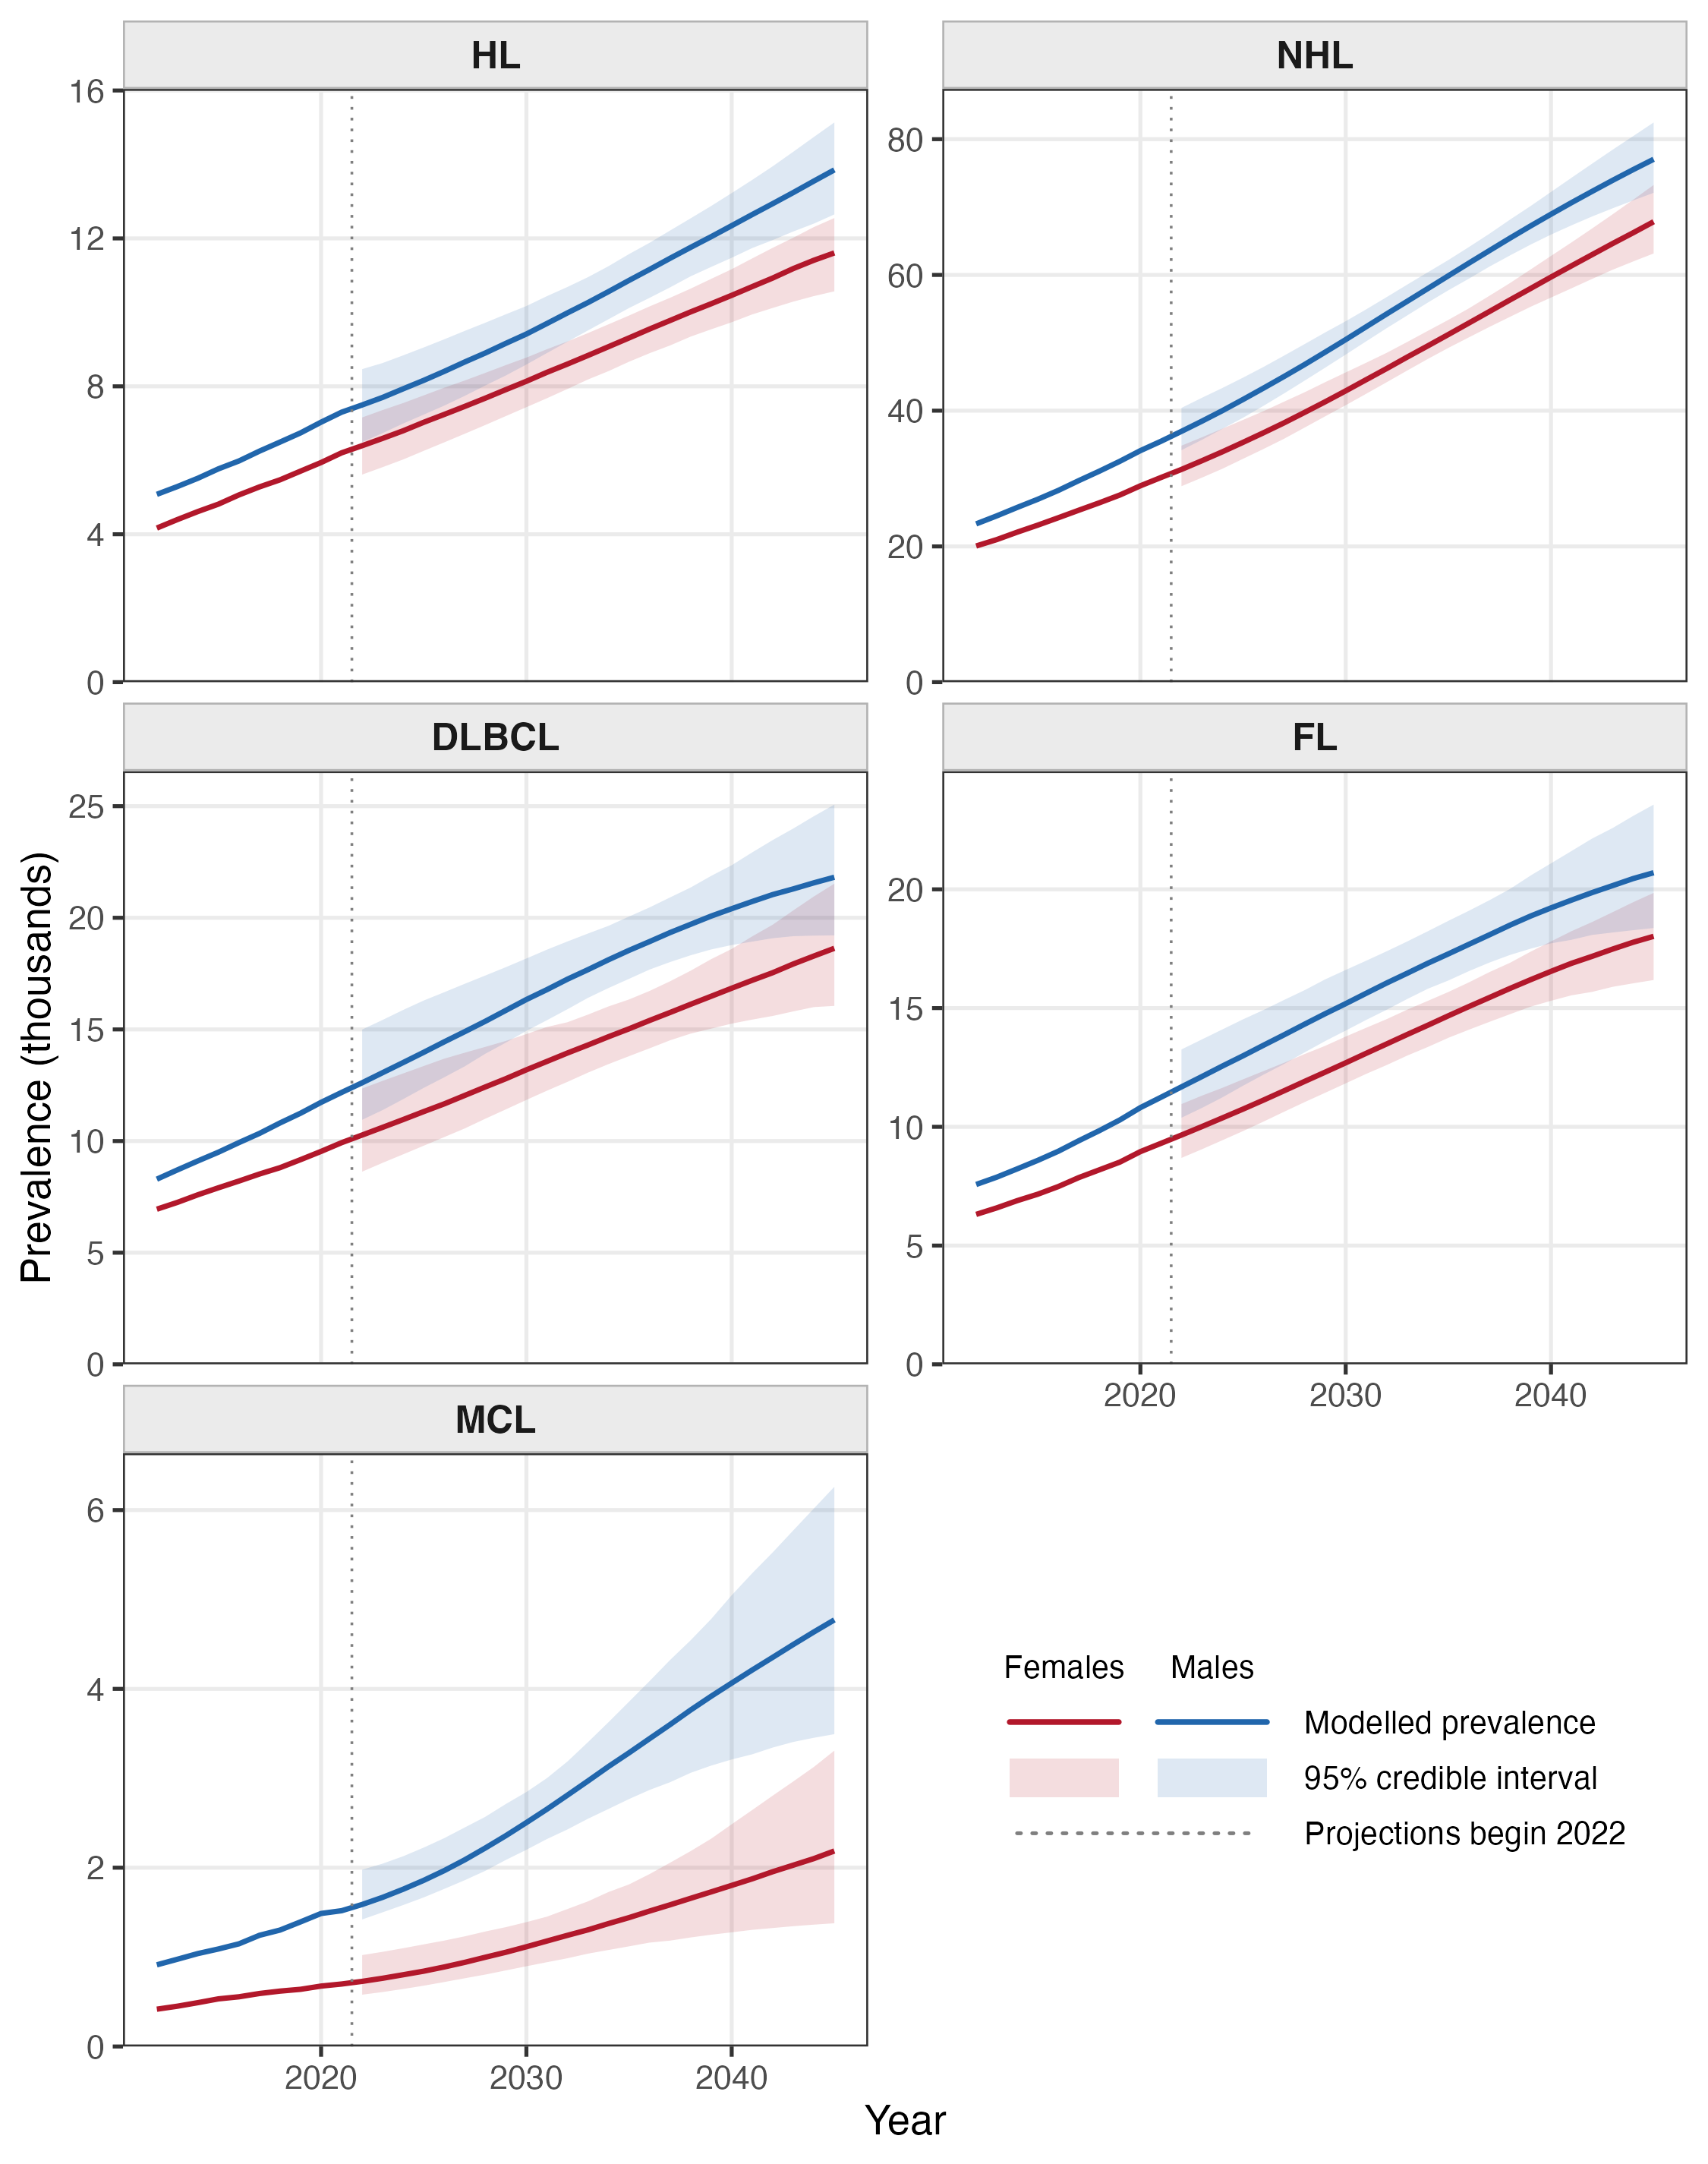 HL
NHL
16
12
8
4
0
80
60
40
20
0
DLBCL
FL
Prevalence (thousands)
25
20
15
10
5
0
20
15
10
5
0
2020 2030 2040
MCL
6
4
2
0
2020 2030 2040
Females Males
Modelled prevalence
95% credible interval
Projections begin 2022
Year